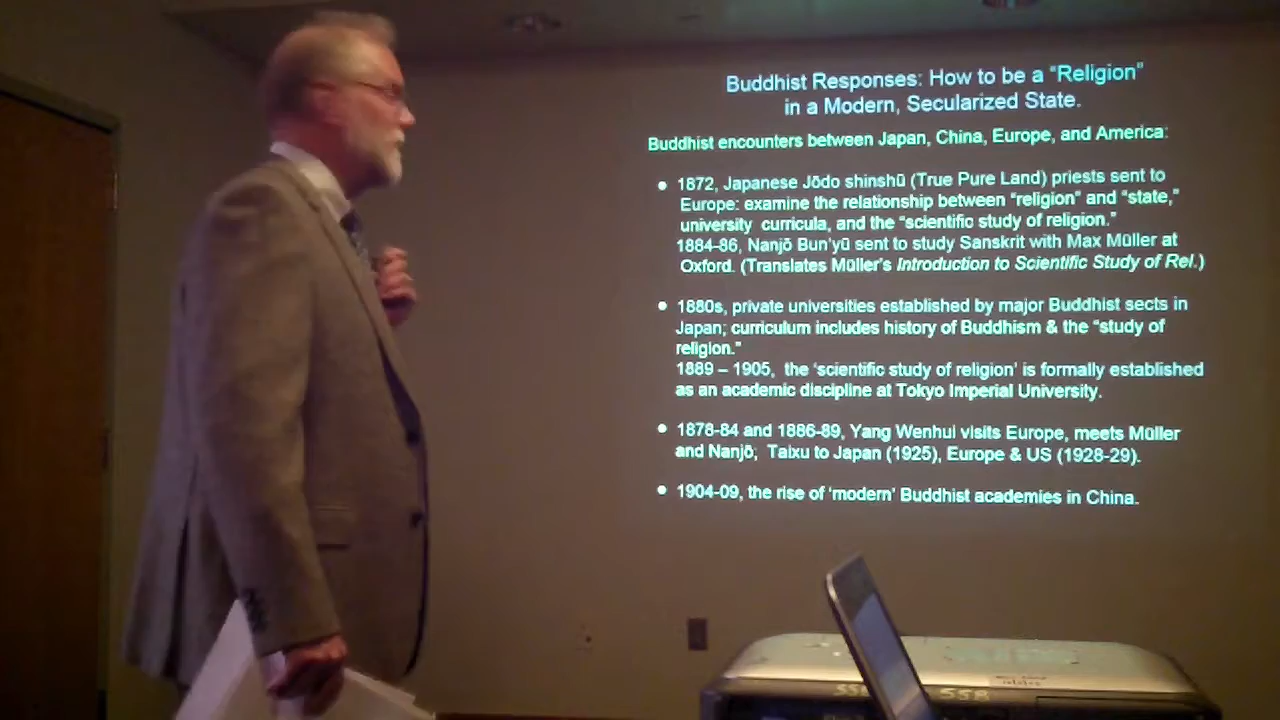 Buddhist Responses: How to be a "Religion"
in a Modern, Secularized State.
Buddhist encounters between Japan, China, Europe, and America:
• 1872, Japanese Jōdo shinshū (True Pure Land) priests sent to
Europe: examine the relationship between "religion" and "state,"
university curricula, and the "scientific study of religion."
1884-86, Nanjō Bun'yū sent to study Sanskrit with Max Müller at
Oxford. (Translates Müller's Introduction to Scientific Study of Rel.)
• 1880s, private universities established by major Buddhist sects in
Japan; curriculum includes history of Buddhism & the "study of
religion."
1889 – 1905, the 'scientific study of religion' is formally established
as an academic discipline at Tokyo Imperial University.
• 1878-84 and 1886-89, Yang Wenhui visits Europe, meets Müller
and Nanjō; Taixu to Japan (1925), Europe & US (1928-29).
• 1904-09, the rise of 'modern' Buddhist academies in China.
SSB